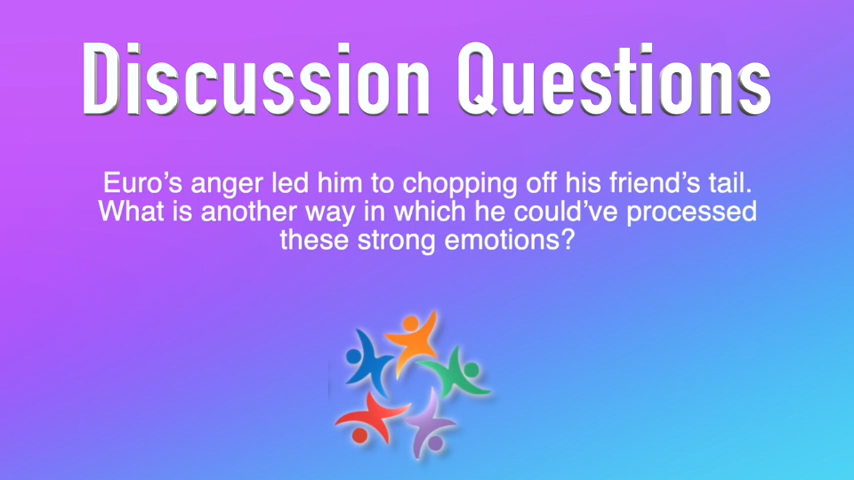 Discussion Questions
Euro's anger led him to chopping off his friend's tail.
What is another way in which he could've processed
these strong emotions?